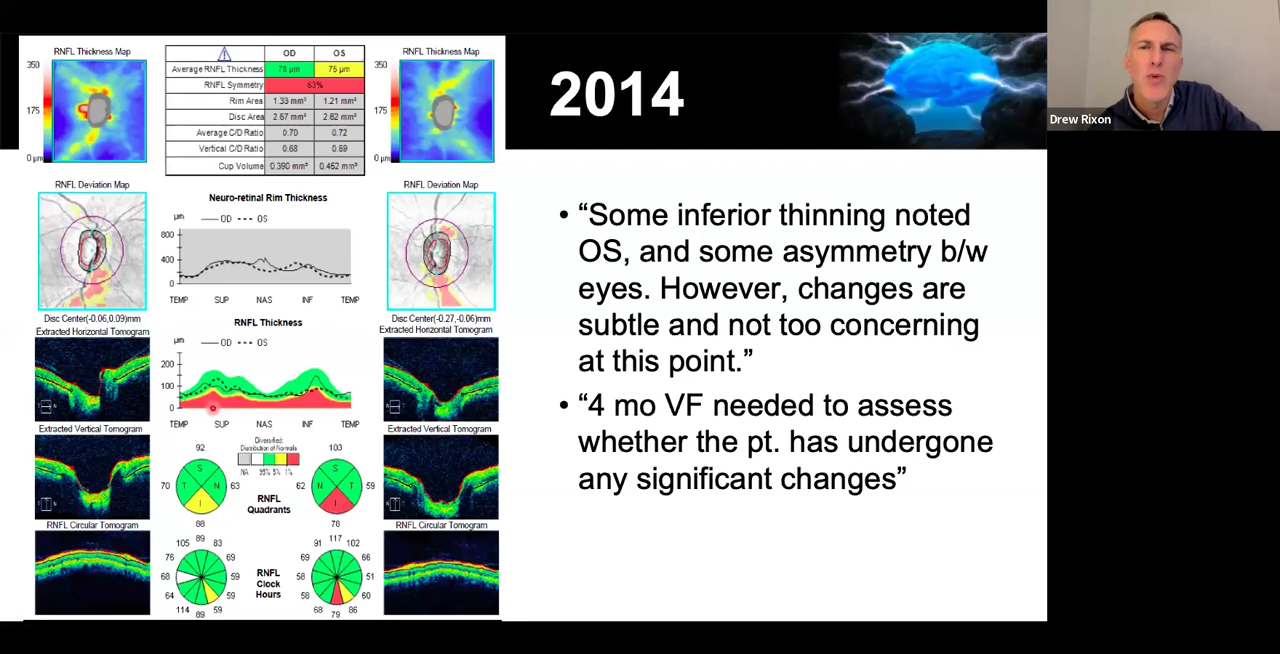 2014
Drew Rixon
• “Some inferior thinning noted
OS, and some asymmetry b/w
eyes. However, changes are
subtle and not too concerning
at this point.”
• “4 mo VF needed to assess
whether the pt. has undergone
any significant changes”
RNFL Thickness Map
350
175
0 µm
OD OS
Average RNFL Thickness 78 µm 75 µm
RNFL Symmetry 63%
Rim Area 1.33 mm² 1.21 mm²
Disc Area 2.67 mm² 2.62 mm²
Average C/D Ratio 0.70 0.72
Vertical C/D Ratio 0.68 0.69
Cup Volume 0.390 mm³ 0.462 mm³
RNFL Thickness Map
350
175
0 µm
RNFL Deviation Map
Disc Center(-0.06,0.09)mm
Extracted Horizontal Tomogram
Extracted Vertical Tomogram
RNFL Circular Tomogram
Neuro-retinal Rim Thickness
µm OD OS
800
400
0
TEMP SUP NAS INF TEMP
RNFL Thickness
µm OD OS
200
100
0
TEMP SUP NAS INF TEMP
Diversified:
Distribution of Normals
NA 95% 5% 1%
92
S
70 T N 63
I
88
RNFL
Quadrants
103
S
62 N T 59
I
78
89
105 83
76 69
68 59
64 59
114 59
89
RNFL
Clock
Hours
117
91 102
69 66
58 51
58 60
68 86
79
RNFL Deviation Map
Disc Center(-0.27,-0.06)mm
Extracted Horizontal Tomogram
Extracted Vertical Tomogram
RNFL Circular Tomogram